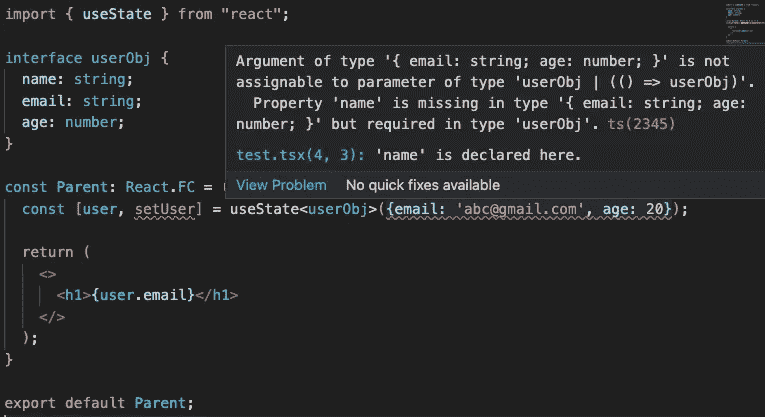 import { useState } from "react";
interface userObj {
name: string;
email: string;
age: number;
}
Argument of type '{ email: string; age: number; }' is not
assignable to parameter of type 'userObj | (() => userObj)'.
Property 'name' is missing in type '{ email: string; age:
number; }' but required in type 'userObj'. ts(2345)
test.tsx(4, 3): 'name' is declared here.
View Problem No quick fixes available
const Parent: React.FC =
const [user, setUser] = useState<userObj>({email: 'abc@gmail.com', age: 20});
return (
<>
<h1>{user.email}</h1>
</>
);
}
export default Parent;